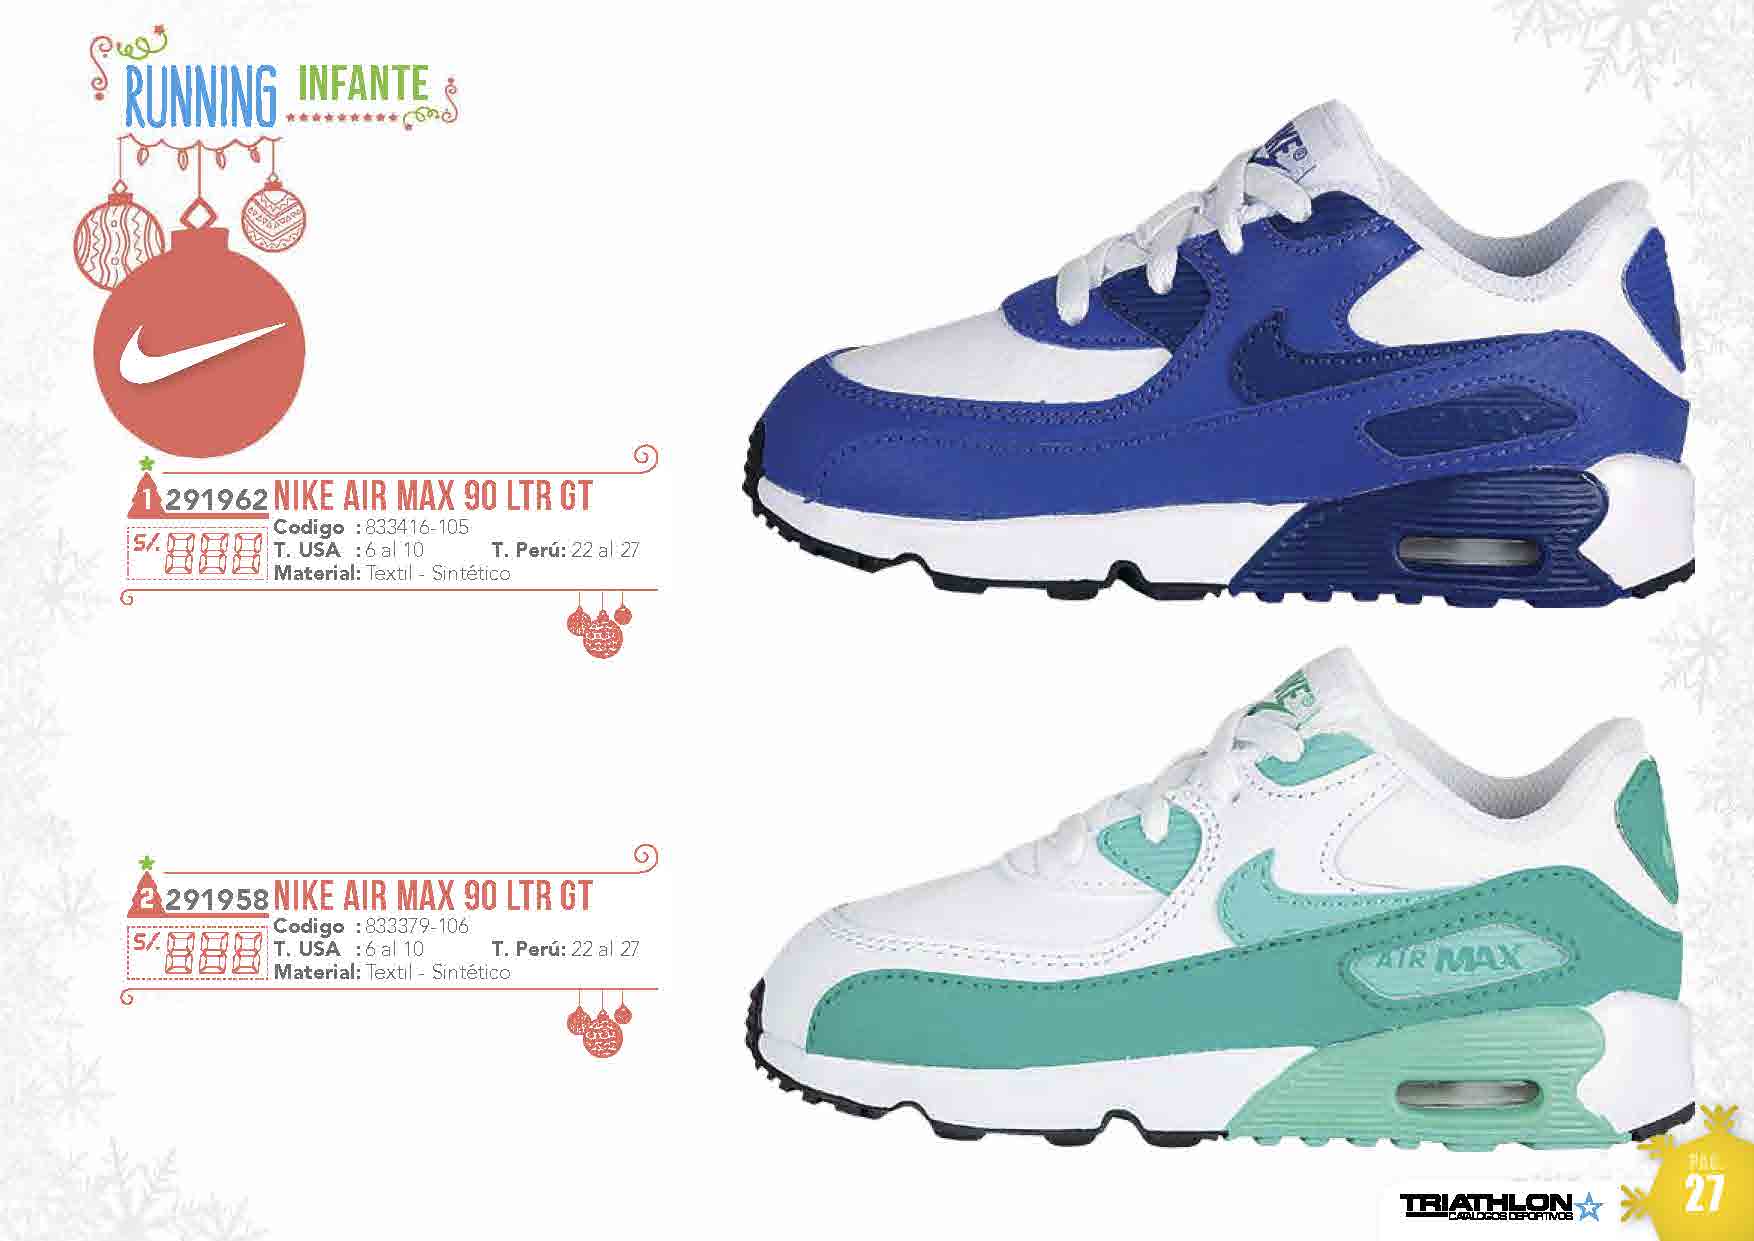 RUNNING INFANTE
1 291962 NIKE AIR MAX 90 LTR GT
Codigo : 833416-105
S/.
T. USA : 6 al 10 T. Perú: 22 al 27
Material: Textil - Sintético
2 291958 NIKE AIR MAX 90 LTR GT
Codigo : 833379-106
S/.
T. USA : 6 al 10 T. Perú: 22 al 27
Material: Textil - Sintético
AIR MAX
PAG.
27
TRIATHLON
CATALOGOS DEPORTIVOS